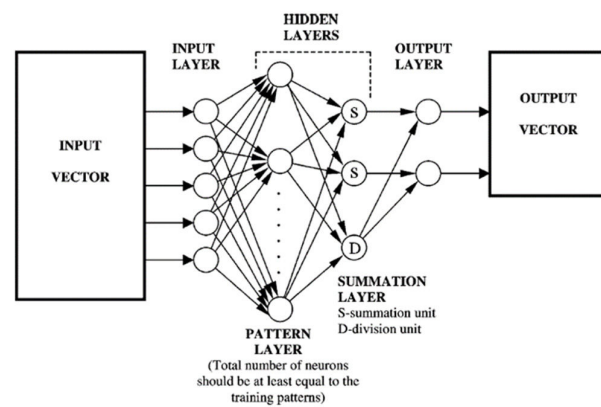 HIDDEN
LAYERS
INPUT
LAYER
OUTPUT
LAYER
INPUT
VECTOR
S
S
D
OUTPUT
VECTOR
SUMMATION
LAYER
S-summation unit
D-division unit
PATTERN
LAYER
(Total number of neurons
should be at least equal to the
training patterns)